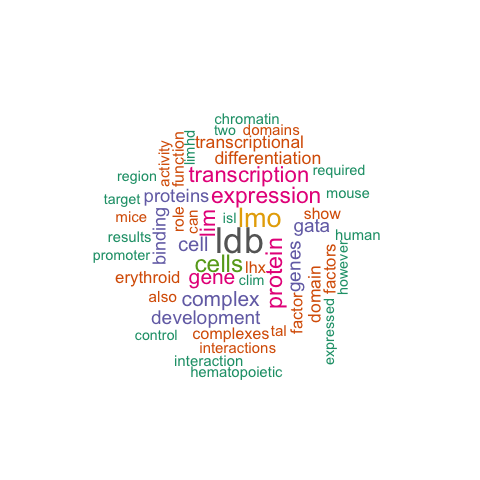 chromatin
two
domains
limhd
transcriptional
function
activity
differentiation
region
transcription
required
target
proteins
expression
mouse
mice
role
can
lim
isl
lmo
show
gata
results
binding
cell
ldb
human
promoter
cells
lhx
protein
genes
factors
however
erythroid
gene
clim
domain
also
complex
factor
expressed
development
control
complexes
tal
interactions
interaction
hematopoietic